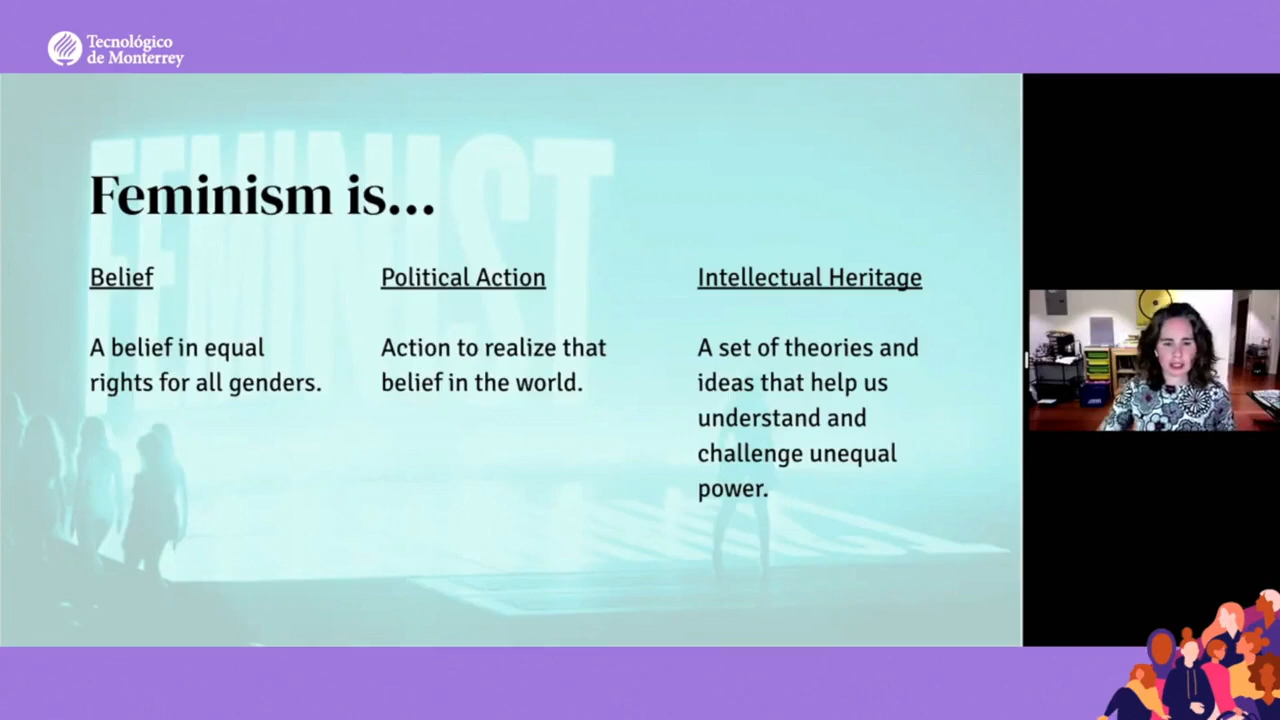 Tecnológico
de Monterrey
FEMINIST
Feminism is...
Belief
A belief in equal
rights for all genders.
Political Action
Action to realize that
belief in the world.
Intellectual Heritage
A set of theories and
ideas that help us
understand and
challenge unequal
power.